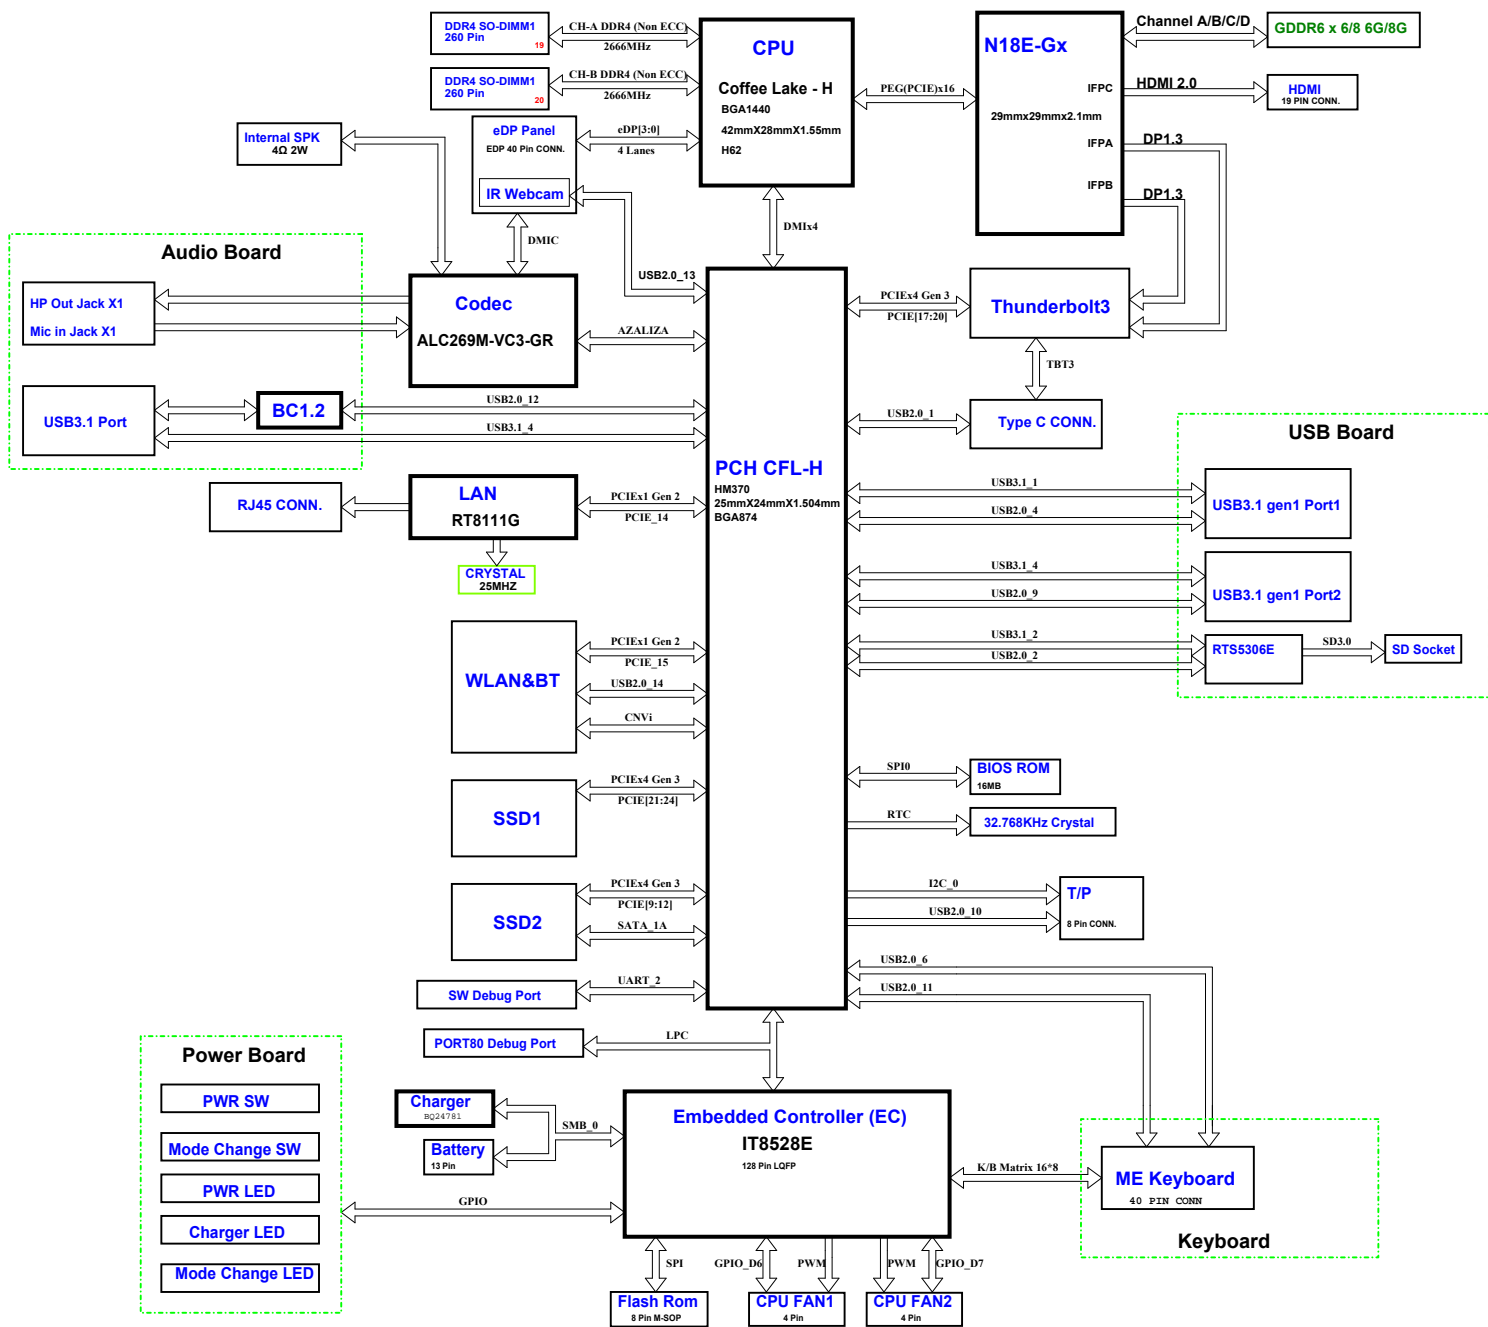 DDR4 SO-DIMM1
260 Pin
19
CH-A DDR4 (Non ECC)
2666MHz
DDR4 SO-DIMM1
260 Pin
20
CH-B DDR4 (Non ECC)
2666MHz
CPU
Coffee Lake - H
BGA1440
42mmX28mmX1.55mm
H62
PEG(PCIE)x16
N18E-Gx
29mmx29mmx2.1mm
IFPC
IFPA
IFPB
Channel A/B/C/D
GDDR6 x 6/8 6G/8G
HDMI 2.0
HDMI
19 PIN CONN.
DP1.3
DP1.3
Internal SPK
4Ω 2W
eDP Panel
EDP 40 Pin CONN.
IR Webcam
eDP[3:0]
4 Lanes
DMIC
USB2.0_13
DMIx4
Audio Board
HP Out Jack X1
Mic in Jack X1
Codec
ALC269M-VC3-GR
AZALIZA
USB3.1 Port
BC1.2
USB2.0_12
USB3.1_4
PCH CFL-H
HM370
25mmX24mmX1.504mm
BGA874
PCIEx4 Gen 3
PCIE[17:20]
Thunderbolt3
TBT3
USB2.0_1
Type C CONN.
USB Board
USB3.1_1
USB2.0_4
USB3.1 gen1 Port1
USB3.1_4
USB2.0_9
USB3.1 gen1 Port2
USB3.1_2
USB2.0_2
RTS5306E
SD3.0
SD Socket
RJ45 CONN.
LAN
RT8111G
PCIEx1 Gen 2
PCIE_14
CRYSTAL
25MHZ
WLAN&BT
PCIEx1 Gen 2
PCIE_15
USB2.0_14
CNVi
SSD1
PCIEx4 Gen 3
PCIE[21:24]
SSD2
PCIEx4 Gen 3
PCIE[9:12]
SATA_1A
SPI0
BIOS ROM
16MB
RTC
32.768KHz Crystal
I2C_0
USB2.0_10
T/P
8 Pin CONN.
USB2.0_6
USB2.0_11
SW Debug Port
UART_2
PORT80 Debug Port
LPC
Power Board
PWR SW
Mode Change SW
PWR LED
Charger LED
Mode Change LED
Charger
BQ24781
Battery
13 Pin
SMB_0
GPIO
Embedded Controller (EC)
IT8528E
128 Pin LQFP
K/B Matrix 16*8
ME Keyboard
40 PIN CONN
Keyboard
SPI
GPIO_D6
PWM
PWM
GPIO_D7
Flash Rom
8 Pin M-SOP
CPU FAN1
4 Pin
CPU FAN2
4 Pin